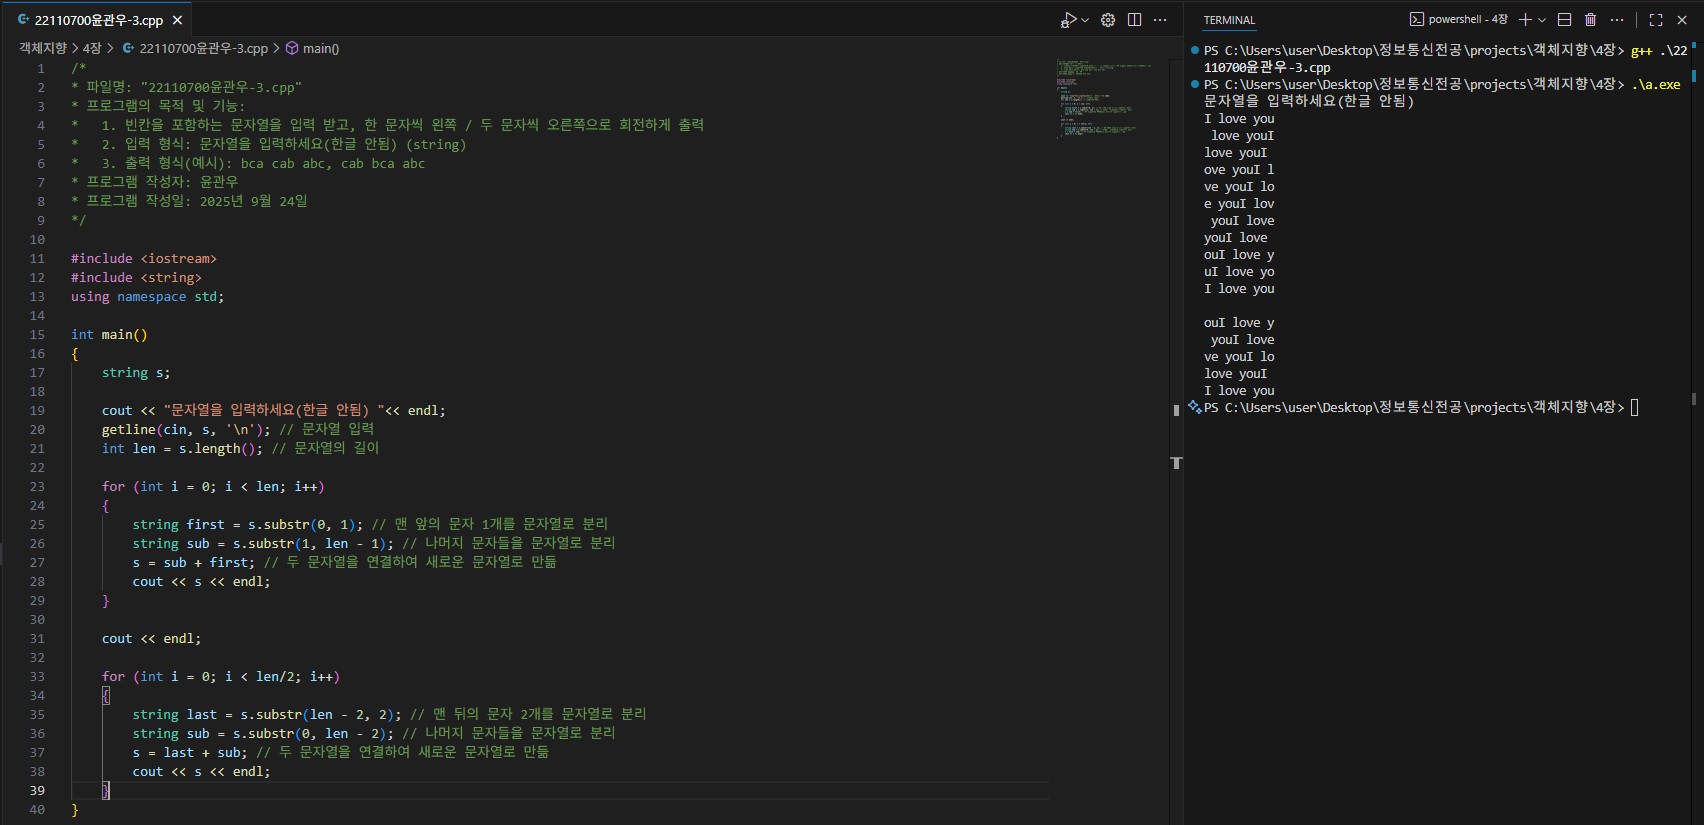 22110700윤관우-3.cpp
객체지향 > 4장 > 22110700윤관우-3.cpp > main()
1 /*
2 * 파일명: "22110700윤관우-3.cpp"
3 * 프로그램의 목적 및 기능:
4 *   1. 빈칸을 포함하는 문자열을 입력 받고, 한 문자씩 왼쪽 / 두 문자씩 오른쪽으로 회전하게 출력
5 *   2. 입력 형식: 문자열을 입력하세요(한글 안됨) (string)
6 *   3. 출력 형식(예시): bca cab abc, cab bca abc
7 * 프로그램 작성자: 윤관우
8 * 프로그램 작성일: 2025년 9월 24일
9 */
10
11 #include <iostream>
12 #include <string>
13 using namespace std;
14
15 int main()
16 {
17     string s;
18
19     cout << "문자열을 입력하세요(한글 안됨) "<< endl;
20     getline(cin, s, '\n'); // 문자열 입력
21     int len = s.length(); // 문자열의 길이
22
23     for (int i = 0; i < len; i++)
24     {
25         string first = s.substr(0, 1); // 맨 앞의 문자 1개를 문자열로 분리
26         string sub = s.substr(1, len - 1); // 나머지 문자들을 문자열로 분리
27         s = sub + first; // 두 문자열을 연결하여 새로운 문자열로 만듦
28         cout << s << endl;
29     }
30
31     cout << endl;
32
33     for (int i = 0; i < len/2; i++)
34     {
35         string last = s.substr(len - 2, 2); // 맨 뒤의 문자 2개를 문자열로 분리
36         string sub = s.substr(0, len - 2); // 나머지 문자들을 문자열로 분리
37         s = last + sub; // 두 문자열을 연결하여 새로운 문자열로 만듦
38         cout << s << endl;
39     }
40 }
TERMINAL
powershell - 4장
PS C:\Users\user\Desktop\정보통신전공\projects\객체지향\4장> g++ .\22
110700윤관우-3.cpp
PS C:\Users\user\Desktop\정보통신전공\projects\객체지향\4장> .\a.exe
문자열을 입력하세요(한글 안됨)
I love you
 love youI
love youI
ove youI l
ve youI lo
e youI lov
 youI love
youI love
ouI love y
uI love yo
I love you

ouI love y
 youI love
ve youI lo
love youI
I love you
PS C:\Users\user\Desktop\정보통신전공\projects\객체지향\4장>